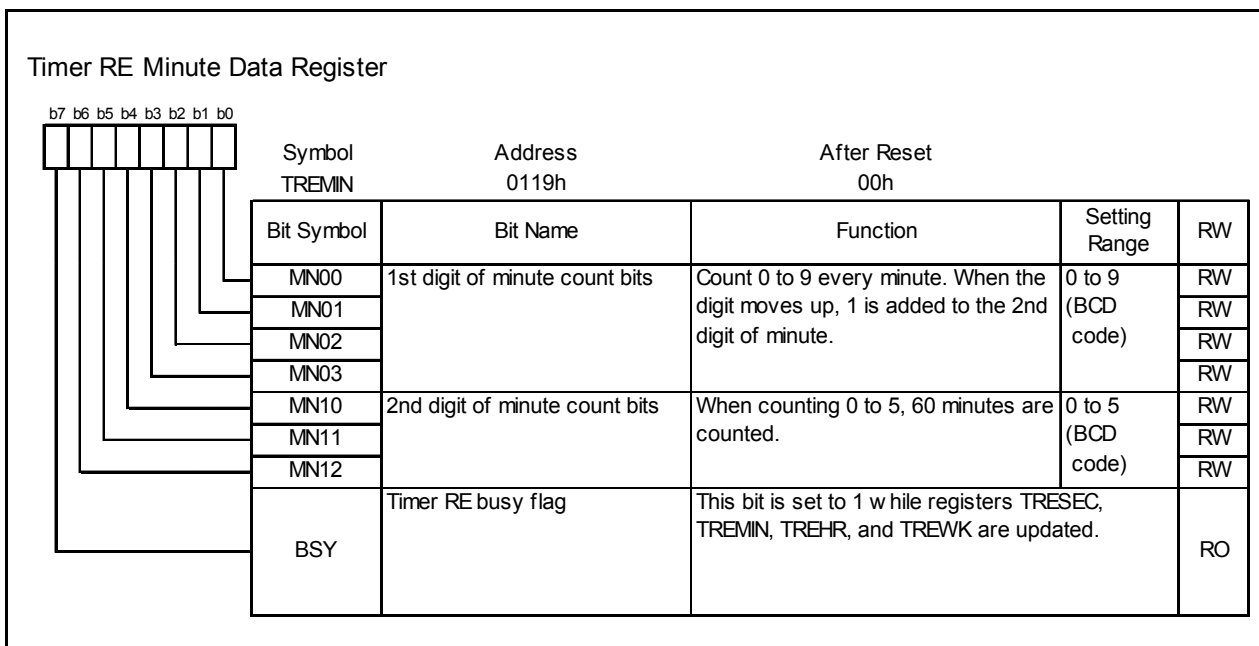 Timer RE Minute Data Register
b7 b6 b5 b4 b3 b2 b1 b0
Symbol Address After Reset
TREMIN 0119h 00h
Bit Symbol Bit Name Function Setting Range RW
MN00 1st digit of minute count bits Count 0 to 9 every minute. When the 0 to 9 RW
MN01 digit moves up, 1 is added to the 2nd (BCD RW
MN02 digit of minute. code) RW
MN03 RW
MN10 2nd digit of minute count bits When counting 0 to 5, 60 minutes are 0 to 5 RW
MN11 counted. (BCD RW
MN12 code) RW
Timer RE busy flag This bit is set to 1 w hile registers TRESEC,
TREMIN, TREHR, and TREWK are updated.
BSY RO